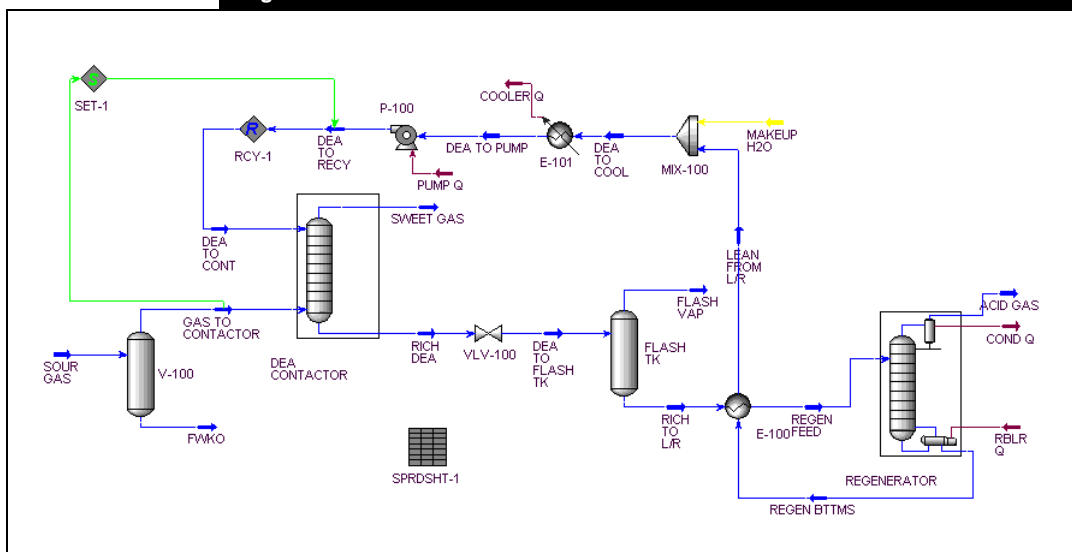 S
SET-1
R
RCY-1
DEA
TO
RECY
P-100
PUMP Q
DEA TO PUMP
COOLER Q
E-101
DEA
TO
COOL
MIX-100
MAKEUP
H2O
SWEET GAS
DEA
TO
CONT
GAS TO
CONTACTOR
DEA
CONTACTOR
SOUR
GAS
V-100
FWKO
RICH
DEA
VLV-100
DEA
TO
FLASH
TK
FLASH
VAP
FLASH
TK
RICH
TO
L/R
LEAN
FROM
L/R
E-100
REGEN
FEED
ACID GAS
COND Q
RBLR
Q
REGENERATOR
REGEN BTTMS
SPRDSHT-1